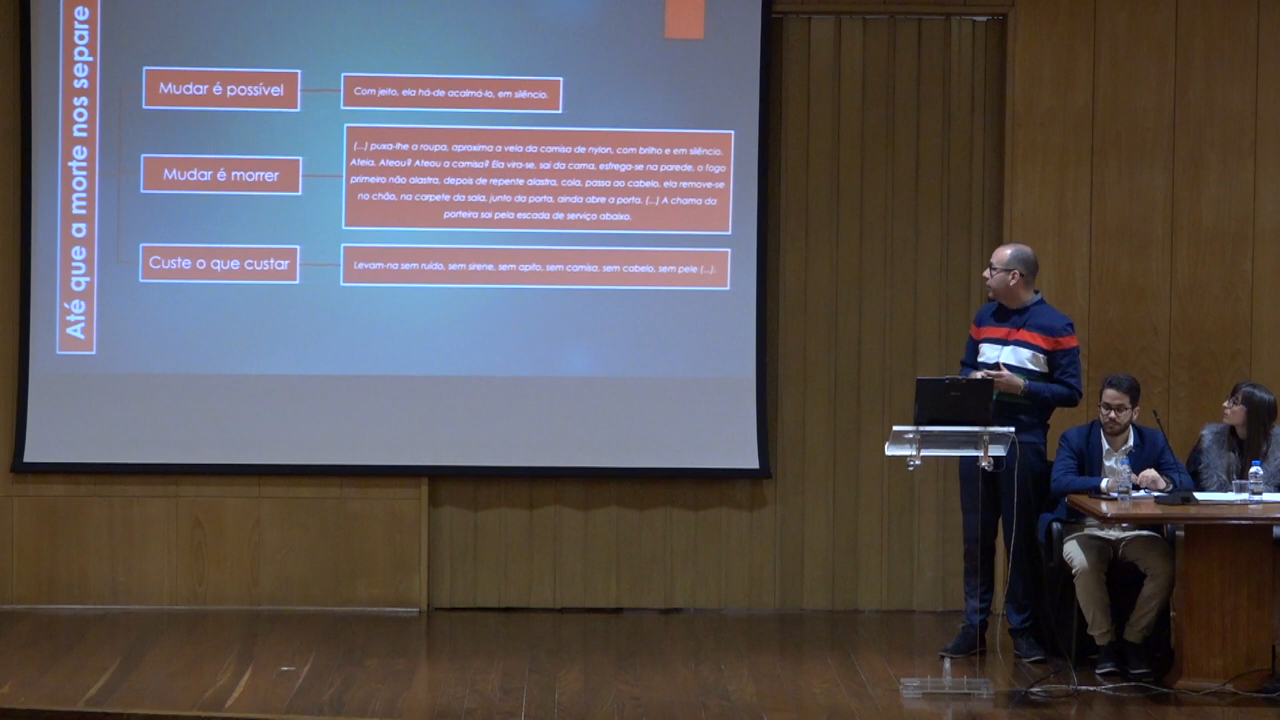 Até que a morte nos separe
Mudar é possível
Com jeito, ela há-de acalmá-lo, em silêncio.
Mudar é morrer
(...) puxa-lhe a roupa, aproxima a vela da camisa de nylon, com brilho e em silêncio.
Ateia. Ateou? Ateou a camisa? Ela vira-se, sai da cama, esfrega-se na parede, o fogo
primeiro não alastra, depois de repente alastra, cola, passa ao cabelo, ela remove-se
no chão, na carpete da sala, junto da porta, ainda abre a porta. (...) A chama da
porteira sai pela escada de serviço abaixo.
Custe o que custar
Levam-na sem ruído, sem sirene, sem apito, sem camisa, sem cabelo, sem pele (...).